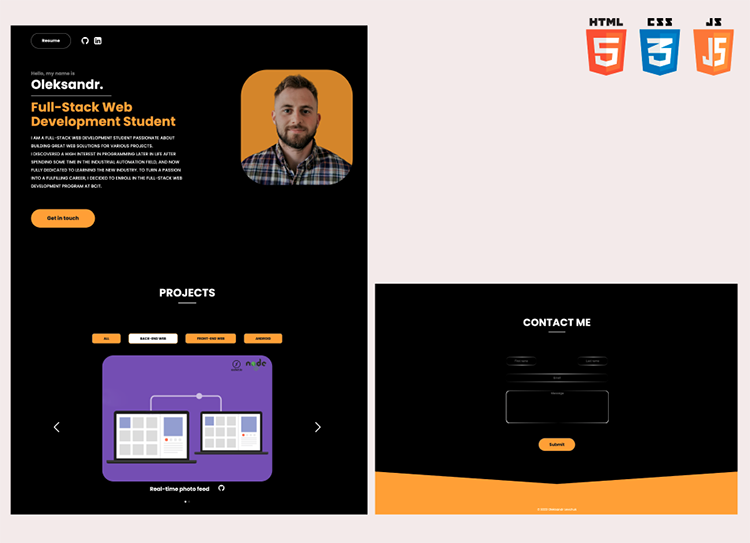 HTML CSS JS
5 3 JS
Resume
Hello, my name is
Oleksandr.
Full-Stack Web
Development Student
I AM A FULL-STACK WEB DEVELOPMENT STUDENT PASSIONATE ABOUT
BUILDING GREAT WEB SOLUTIONS FOR VARIOUS PROJECTS.
I DISCOVERED A HIGH INTEREST IN PROGRAMMING LATER IN LIFE AFTER
SPENDING SOME TIME IN THE INDUSTRIAL AUTOMATION FIELD, AND NOW
FULLY DEDICATED TO LEARNING THE NEW INDUSTRY. TO TURN A PASSION
INTO A FULFILLING CAREER, I DECIDED TO ENROLL IN THE FULL-STACK WEB
DEVELOPMENT PROGRAM AT BCIT.
Get in touch
PROJECTS
ALL BACK-END WEB FRONT-END WEB ANDROID
node
Real-time photo feed
CONTACT ME
First name Last name
Email
Message
Submit